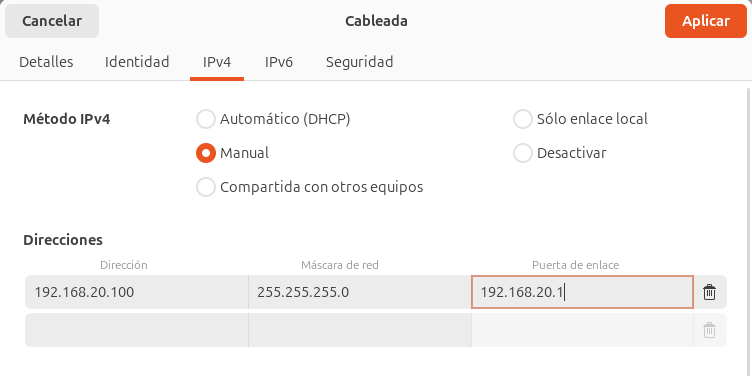 Cancelar Cableada Aplicar
Detalles Identidad IPv4 IPv6 Seguridad
Método IPv4 Automático (DHCP) Sólo enlace local
Manual Desactivar
Compartida con otros equipos
Direcciones
Dirección Máscara de red Puerta de enlace
192.168.20.100 255.255.255.0 192.168.20.1